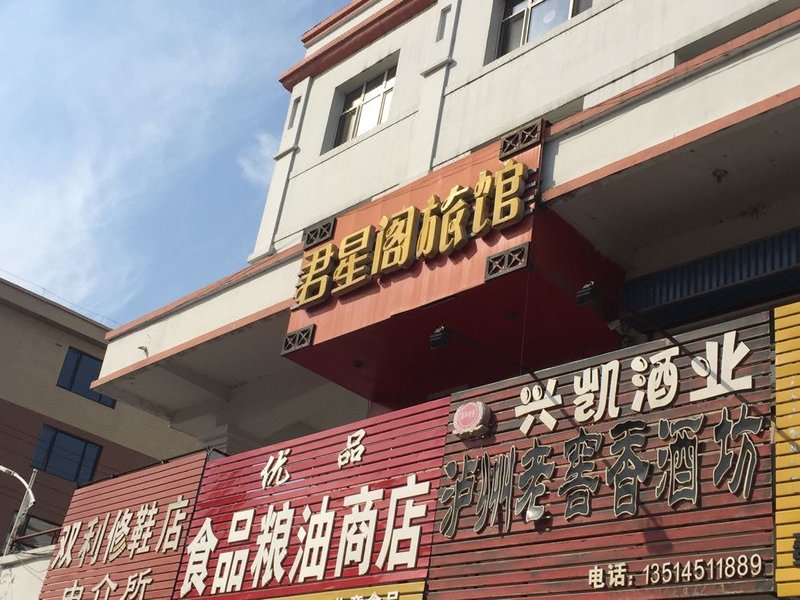 君星阁旅馆
兴凯酒业
泸州老窖香酒坊
电话：13514511889
优品
食品粮油商店
双利修鞋店